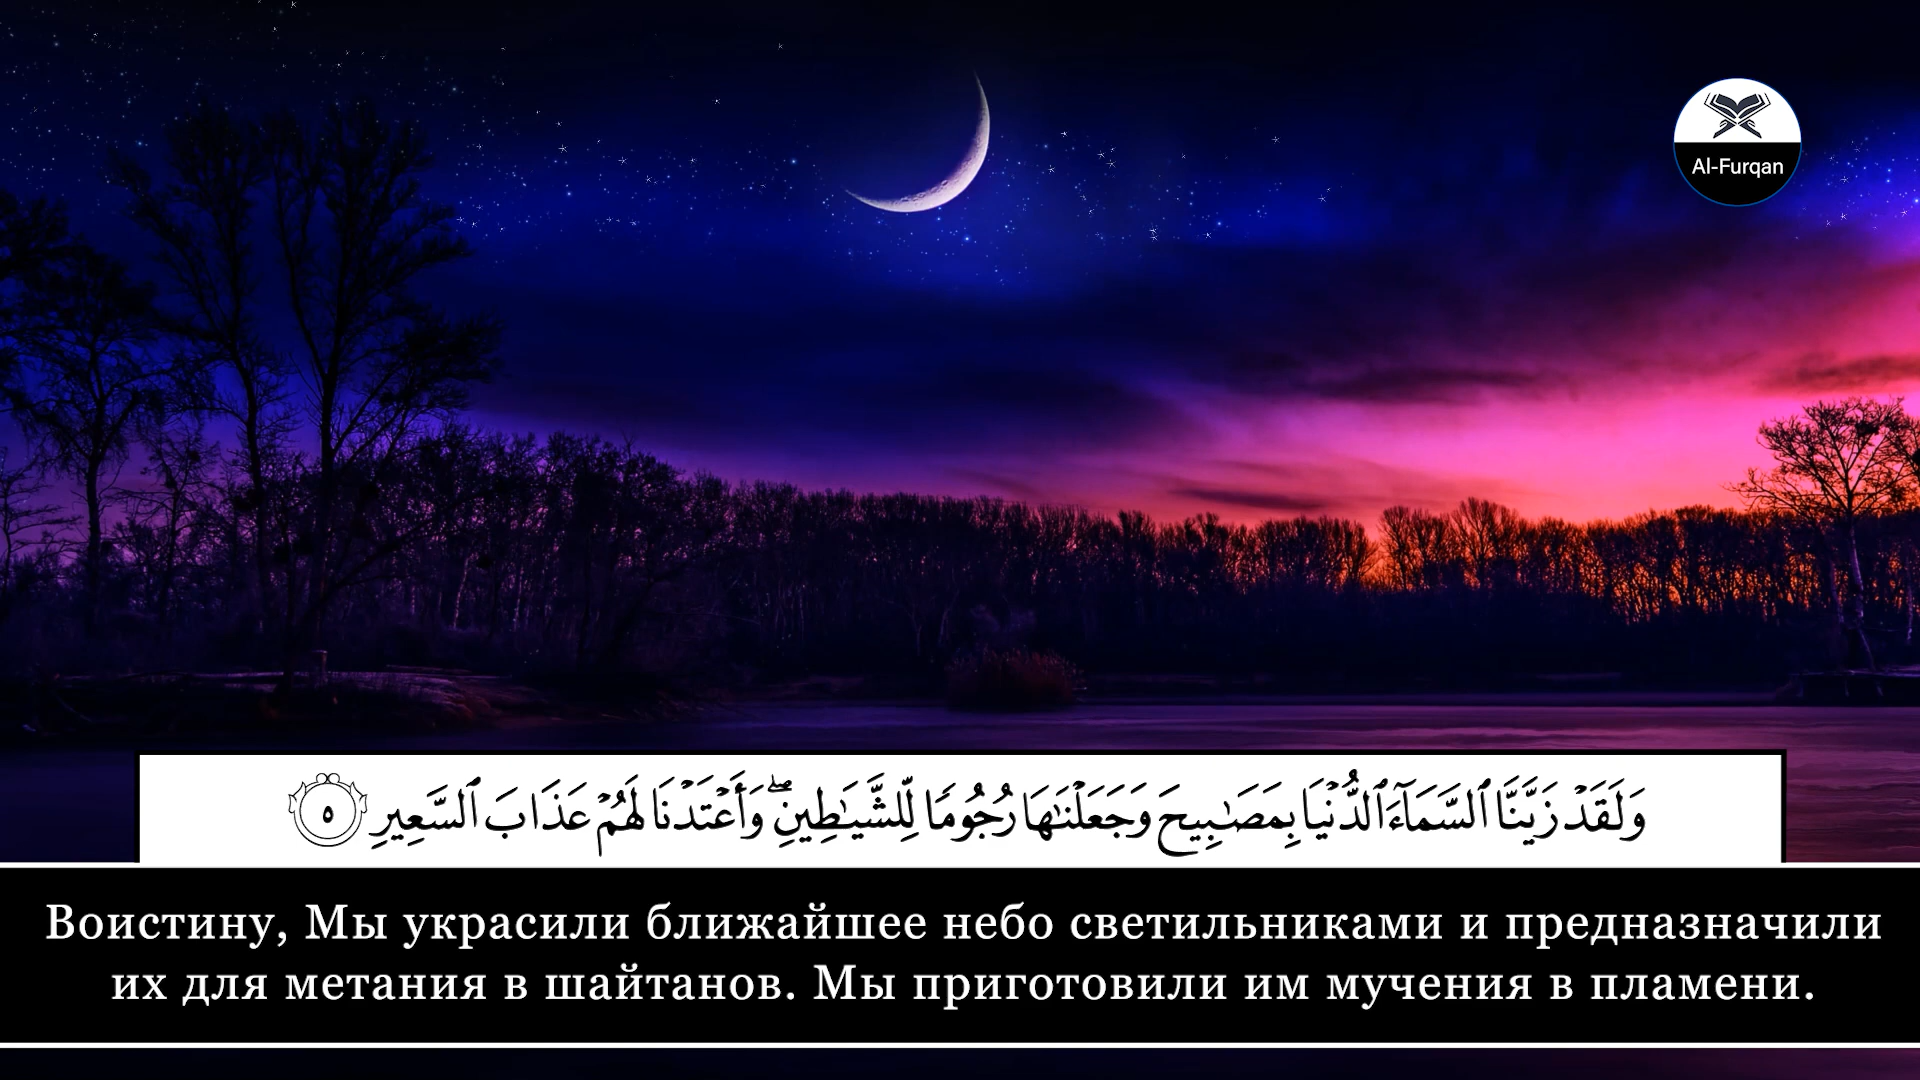 Al-Furqan
وَلَقَدْ زَيَّنَّا ٱلسَّمَآءَ ٱلدُّنْيَا بِمَصَٰبِيحَ وَجَعَلْنَٰهَا رُجُومًا لِّلشَّيَٰطِينِ ۖ وَأَعْتَدْنَا لَهُمْ عَذَابَ ٱلسَّعِيرِ ٥
Воистину, Мы украсили ближайшее небо светильниками и предназначили
их для метания в шайтанов. Мы приготовили им мучения в пламени.